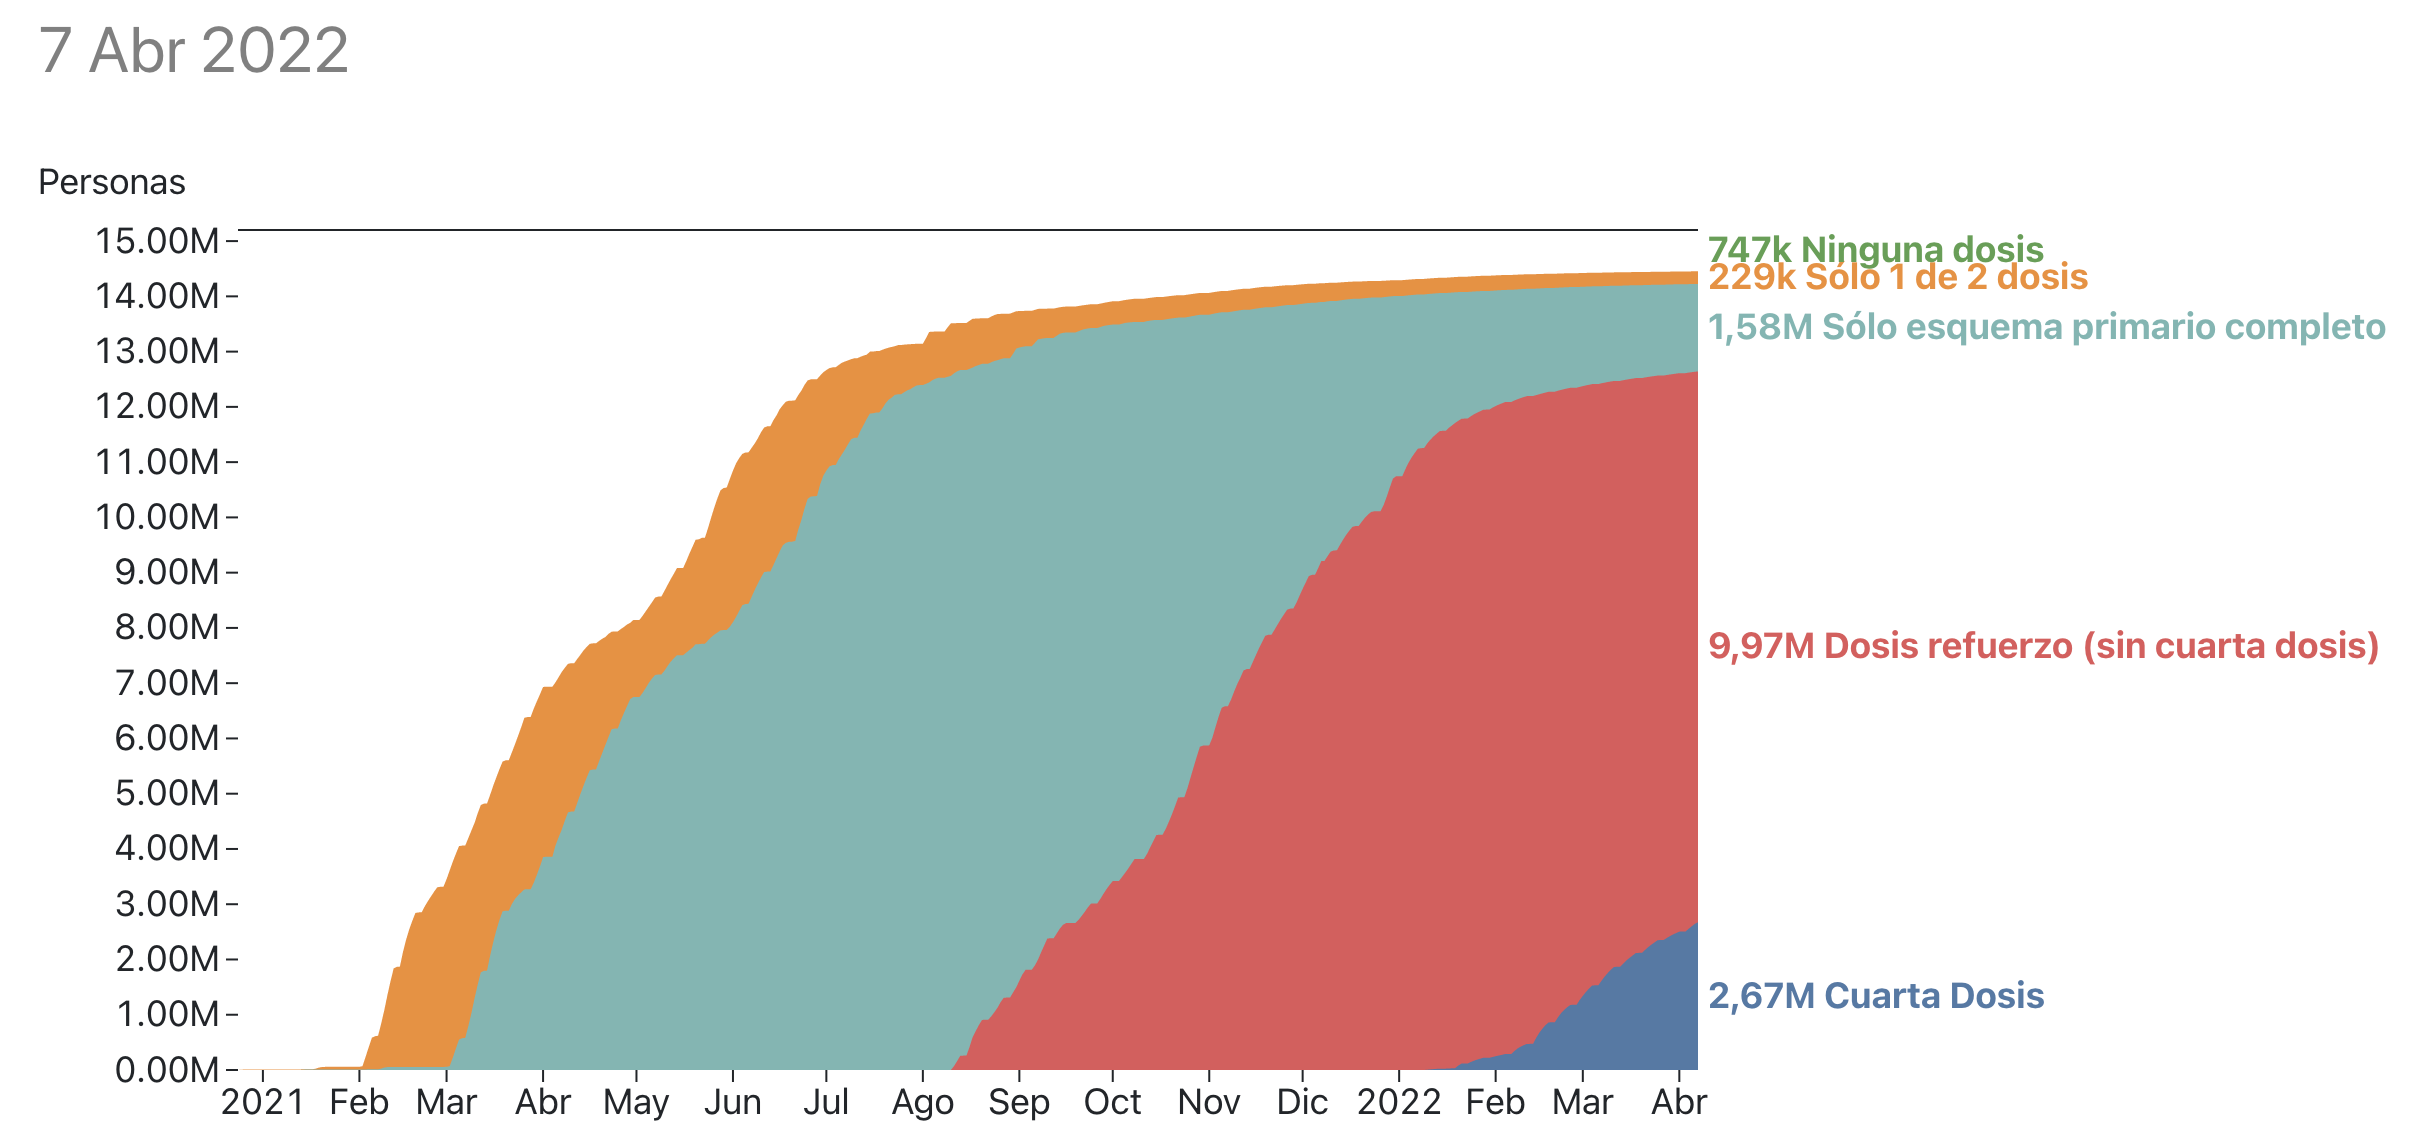 7 Abr 2022
Personas
15.00M
14.00M
13.00M
12.00M
11.00M
10.00M
9.00M
8.00M
7.00M
6.00M
5.00M
4.00M
3.00M
2.00M
1.00M
0.00M
747k Ninguna dosis
229k Sólo 1 de 2 dosis
1,58M Sólo esquema primario completo
9,97M Dosis refuerzo (sin cuarta dosis)
2,67M Cuarta Dosis
2021 Feb Mar Abr May Jun Jul Ago Sep Oct Nov Dic 2022 Feb Mar Abr